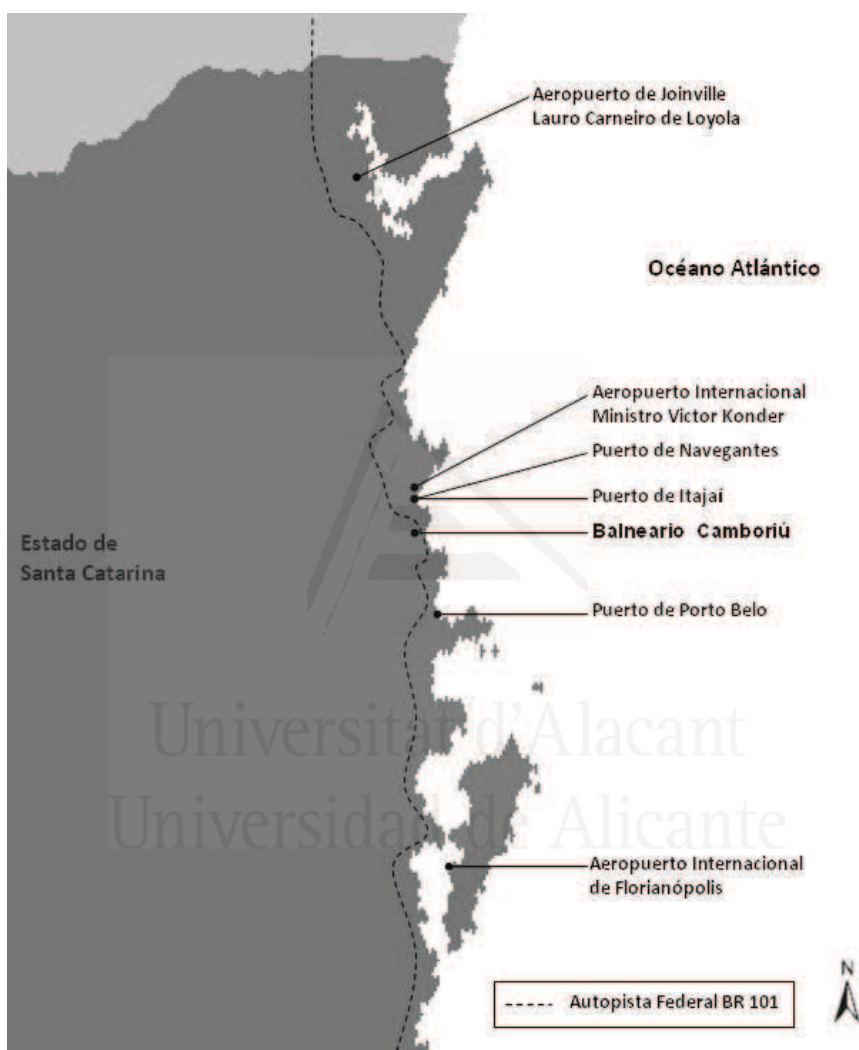 Aeropuerto de Joinville
Lauro Carneiro de Loyola
Océano Atlántico
Aeropuerto Internacional
Ministro Victor Konder
Puerto de Navegantes
Puerto de Itajaí
Balneario Camboriú
Estado de
Santa Catarina
Puerto de Porto Belo
Universitat d'Alacant
Universidad de Alicante
Aeropuerto Internacional
de Florianópolis
N
Autopista Federal BR 101